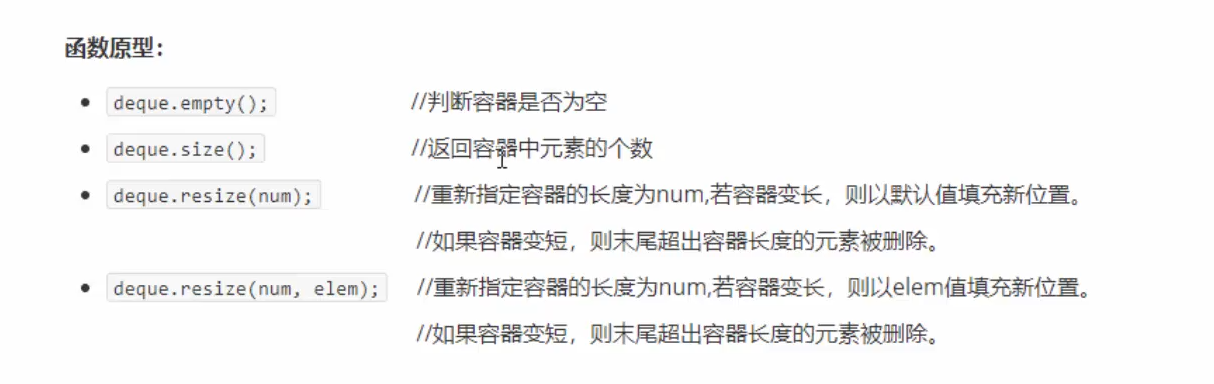 函数原型：
deque.empty(); //判断容器是否为空
deque.size(); //返回容器中元素的个数
deque.resize(num); //重新指定容器的长度为num,若容器变长，则以默认值填充新位置。
//如果容器变短，则末尾超出容器长度的元素被删除。
deque.resize(num, elem); //重新指定容器的长度为num,若容器变长，则以elem值填充新位置。
//如果容器变短，则末尾超出容器长度的元素被删除。